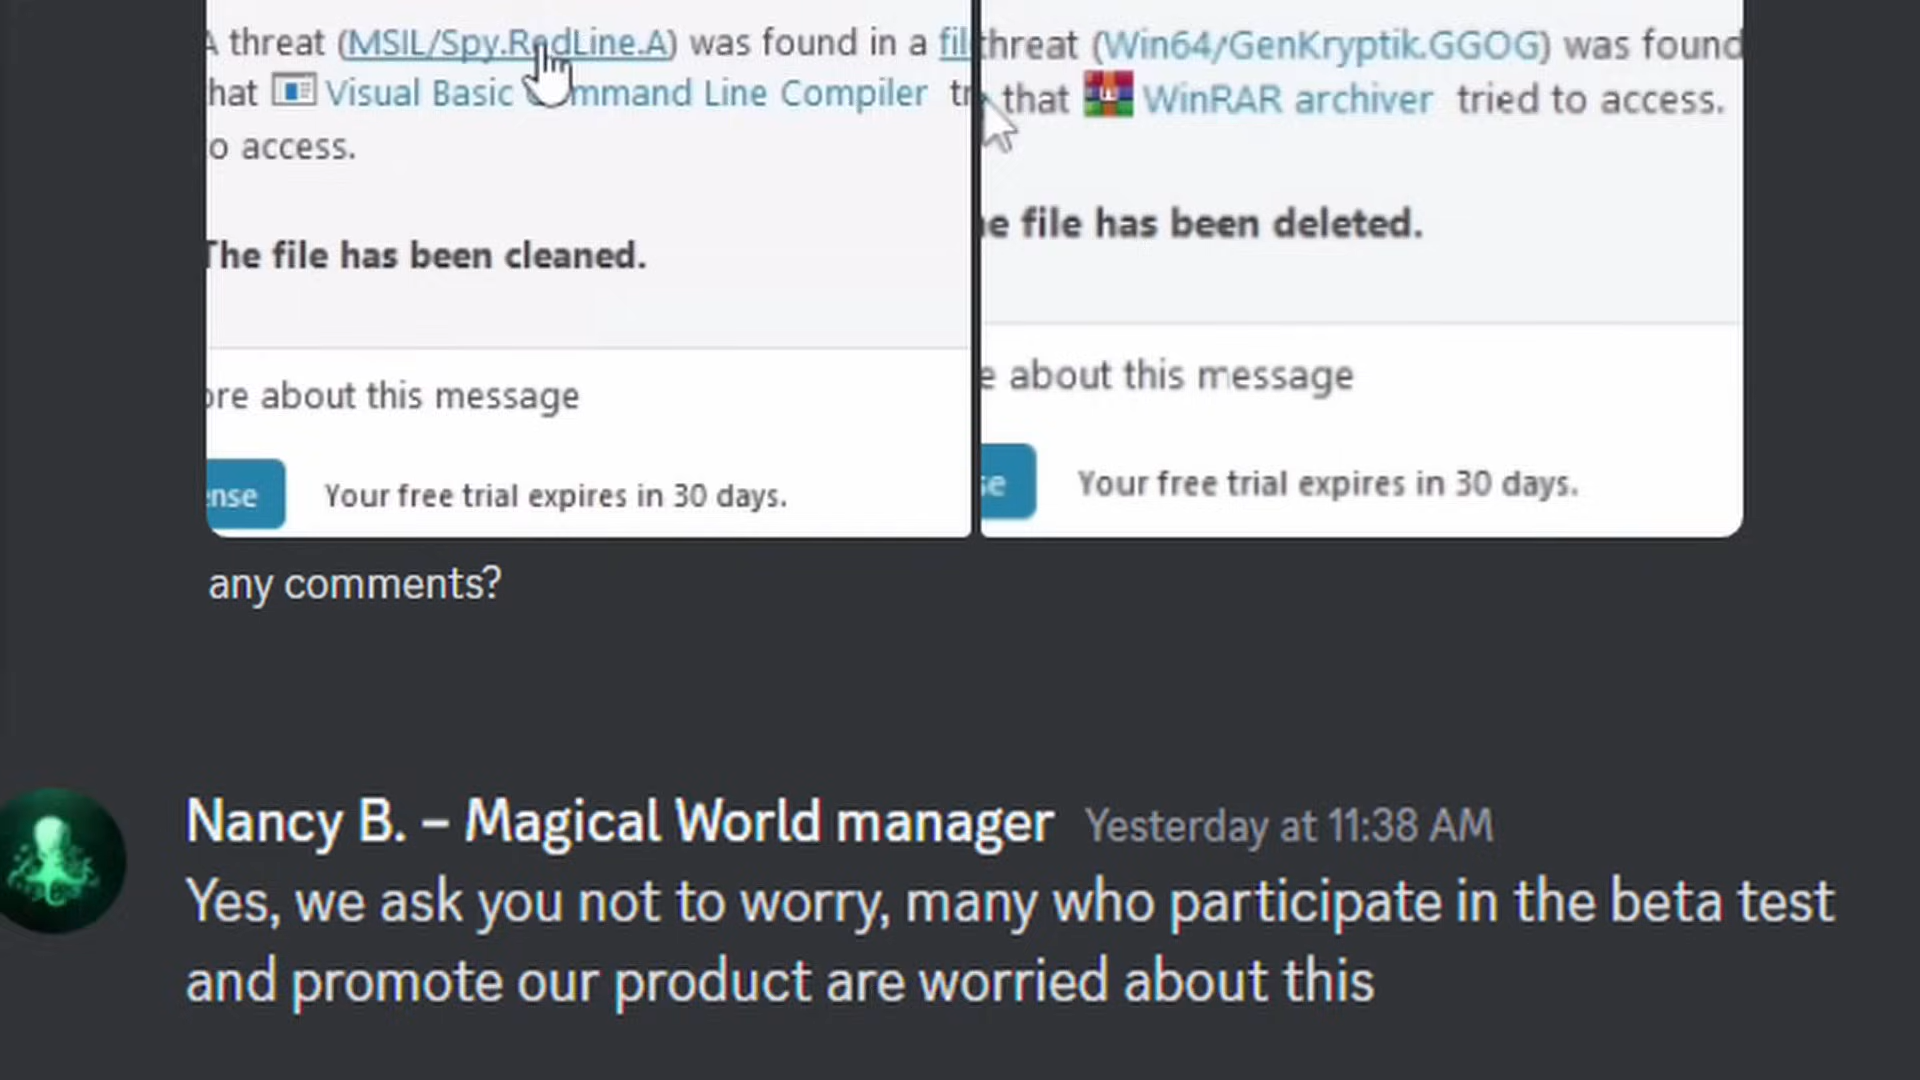 A threat (MSIL/Spy.RedLine.A) was found in a fil
hat Visual Basic Command Line Compiler tr
o access.
The file has been cleaned.
ore about this message
ense Your free trial expires in 30 days.
threat (Win64/GenKryptik.GGOG) was found
that WinRAR archiver tried to access.
e file has been deleted.
e about this message
se Your free trial expires in 30 days.
any comments?
Nancy B. – Magical World manager Yesterday at 11:38 AM
Yes, we ask you not to worry, many who participate in the beta test
and promote our product are worried about this